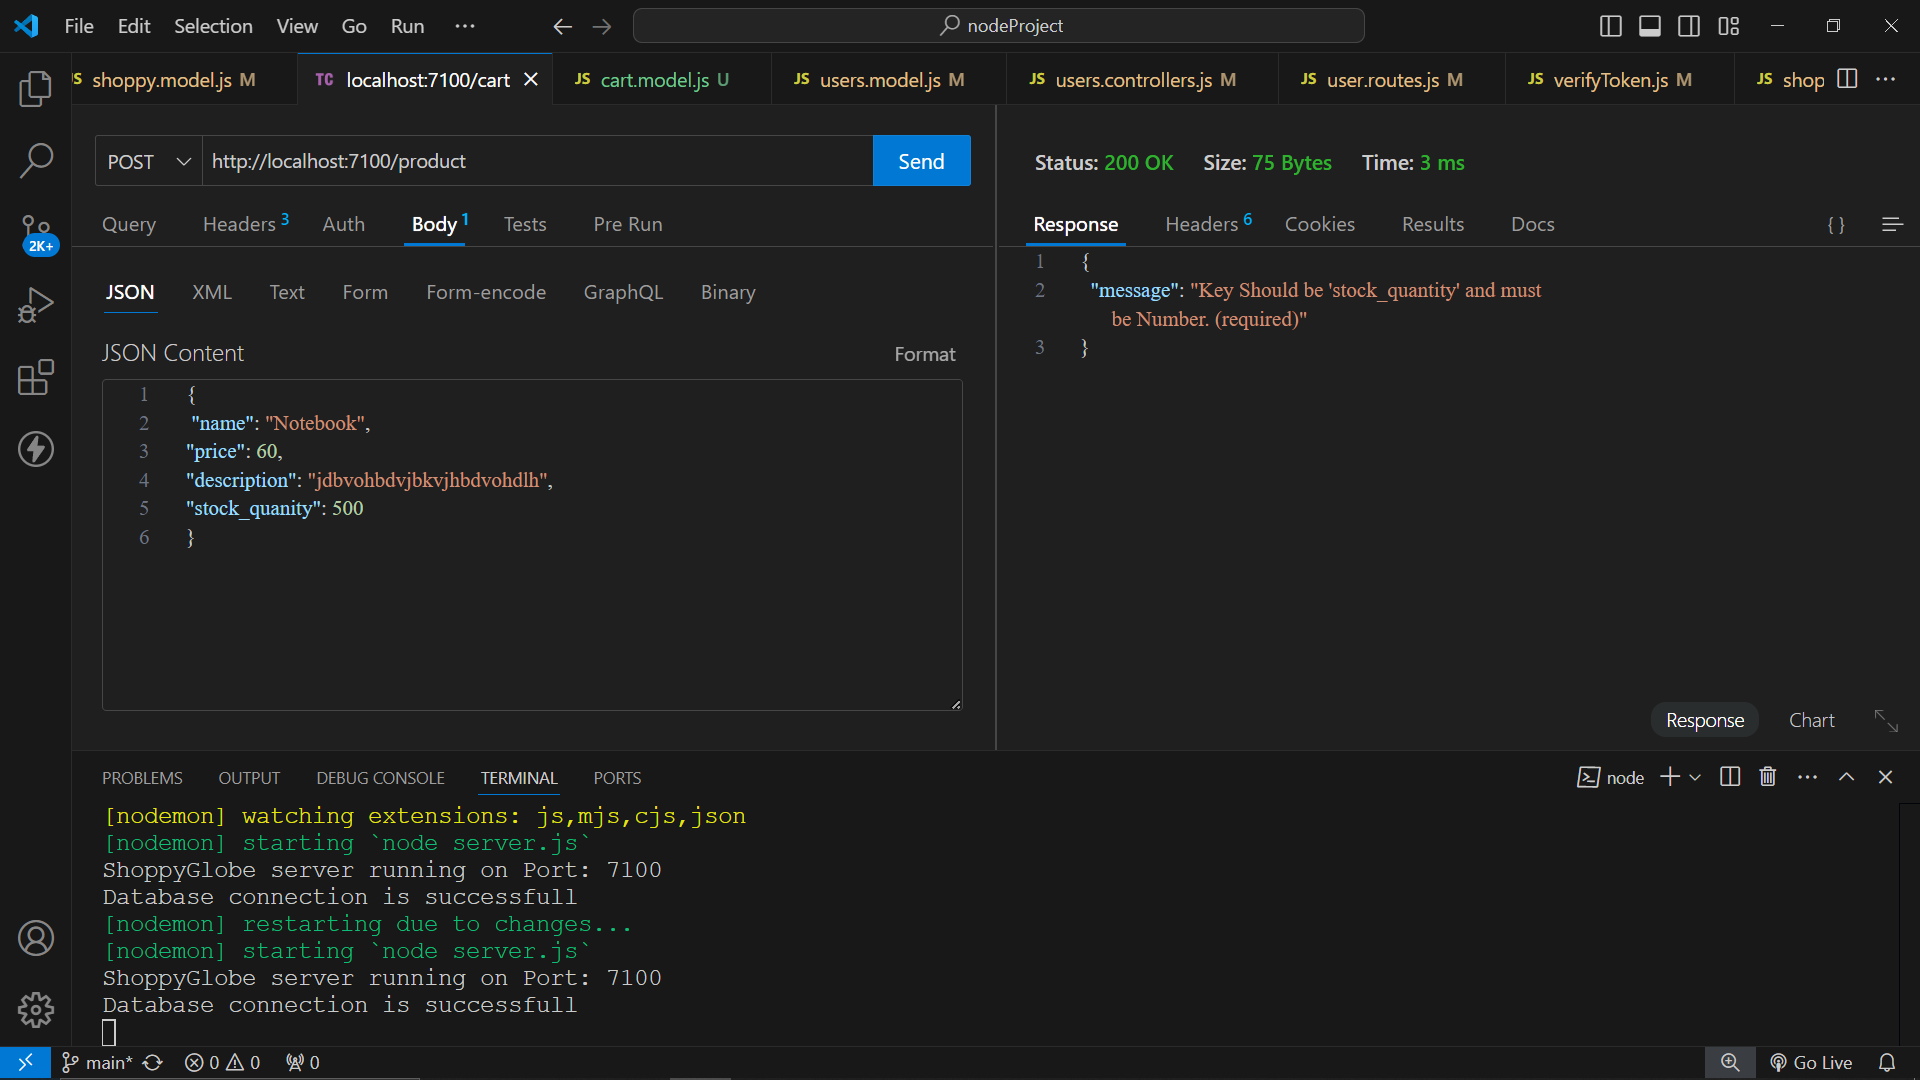 File Edit Selection View Go Run ... nodeProject
JS shoppy.model.js M TC localhost:7100/cart JS cart.model.js U JS users.model.js M JS users.controllers.js M JS user.routes.js M JS verifyToken.js M JS shop
POST http://localhost:7100/product Send
Query Headers 3 Auth Body 1 Tests Pre Run
JSON XML Text Form Form-encode GraphQL Binary
JSON Content Format
1 {
2 "name": "Notebook",
3 "price": 60,
4 "description": "jdbvohbdvjbkvjhbdvohdlh",
5 "stock_quanity": 500
6 }
Status: 200 OK Size: 75 Bytes Time: 3 ms
Response Headers 6 Cookies Results Docs { }
1 {
2 "message": "Key Should be 'stock_quantity' and must
be Number. (required)"
3 }
Response Chart
2K+
PROBLEMS OUTPUT DEBUG CONSOLE TERMINAL PORTS node
[nodemon] watching extensions: js,mjs,cjs,json
[nodemon] starting `node server.js`
ShoppyGlobe server running on Port: 7100
Database connection is successfull
[nodemon] restarting due to changes...
[nodemon] starting `node server.js`
ShoppyGlobe server running on Port: 7100
Database connection is successfull
main* 0 0 0 Go Live